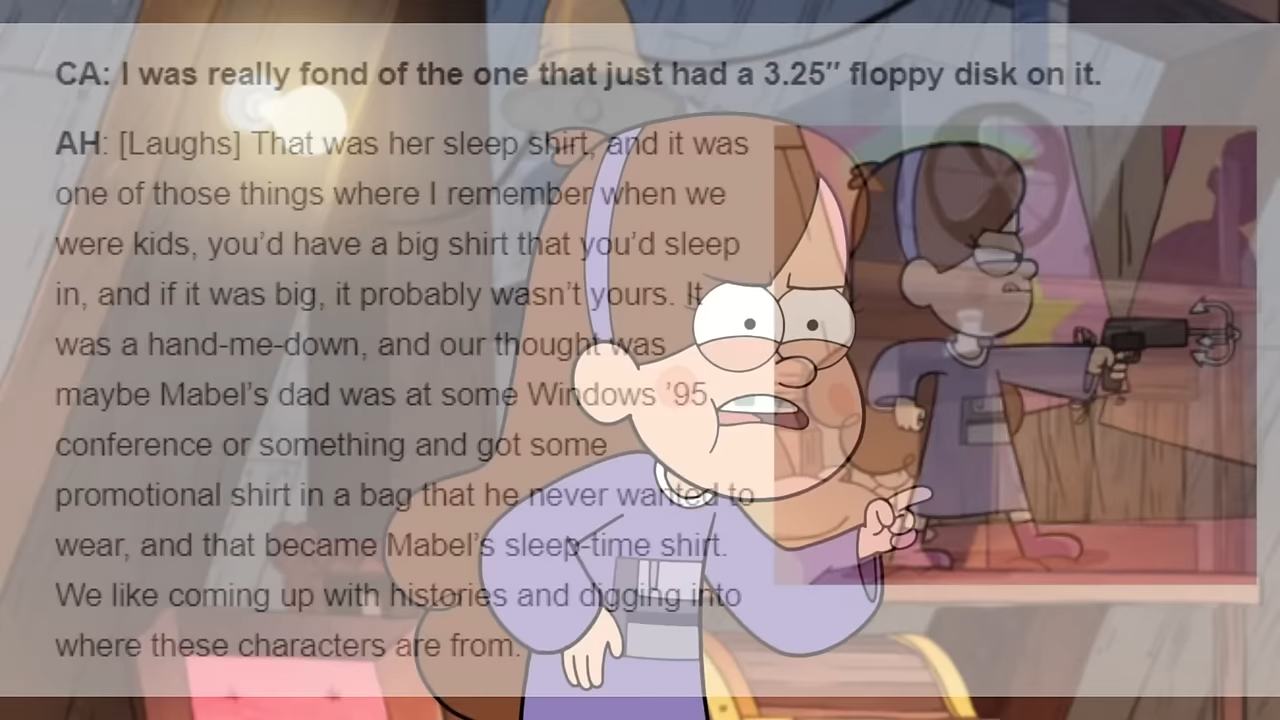 CA: I was really fond of the one that just had a 3.25″ floppy disk on it.
AH: [Laughs] That was her sleep shirt, and it was
one of those things where I remember when we
were kids, you’d have a big shirt that you’d sleep
in, and if it was big, it probably wasn’t yours. It
was a hand-me-down, and our thought was
maybe Mabel’s dad was at some Windows ’95
conference or something and got some
promotional shirt in a bag that he never wanted to
wear, and that became Mabel’s sleep-time shirt.
We like coming up with histories and digging into
where these characters are from.